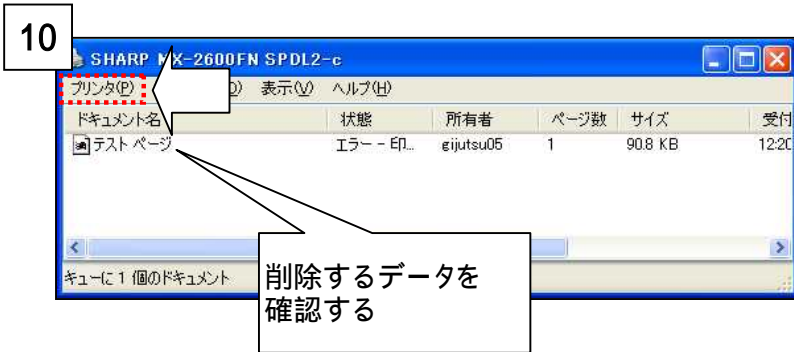 10
SHARP MX-2600FN SPDL2-c
プリンタ(P) 表示(V) ヘルプ(H)
ドキュメント名 状態 所有者 ページ数 サイズ 受付
テスト ページ エラー - 印... gijutsu05 1 90.8 KB 12:20
キューに 1 個のドキュメント
削除するデータを
確認する